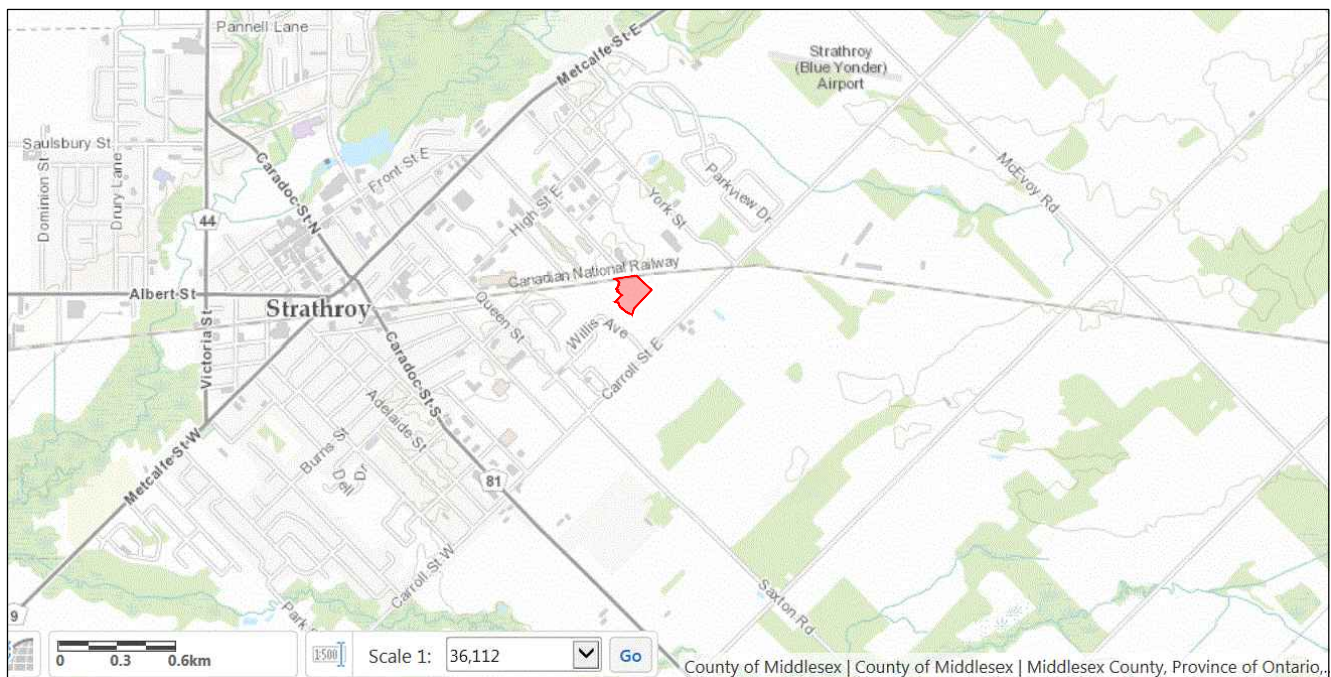 Pannell Lane
Metcalfe St E
Strathroy
(Blue Yonder)
Airport
Saulsbury St
Dominion St
Drury Lane
Caradoc St N
Front St E
McEvoy Rd
44
High St E
York St
Parkview Dr
Canadian National Railway
Albert St
Strathroy
Queen St
Willis Ave
Victoria St
Carroll St E
Caradoc St S
Adelaide St
Burns St
Dell
Dr
Metcalfe St W
81
Carroll St W
Saxton Rd
9
Park
0 0.3 0.6km
1:500 Scale 1: 36,112 Go
County of Middlesex | County of Middlesex | Middlesex County, Province of Ontario,..